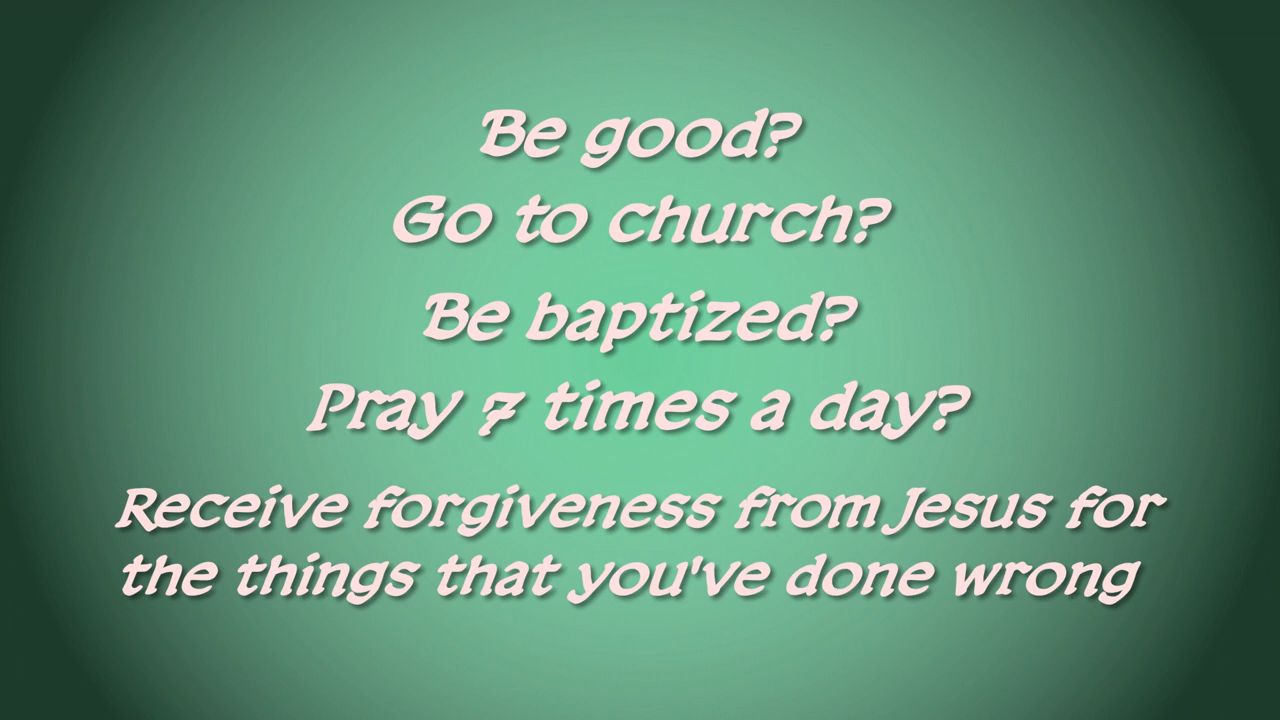 Be good?
Go to church?
Be baptized?
Pray 7 times a day?
Receive forgiveness from Jesus for
the things that you've done wrong